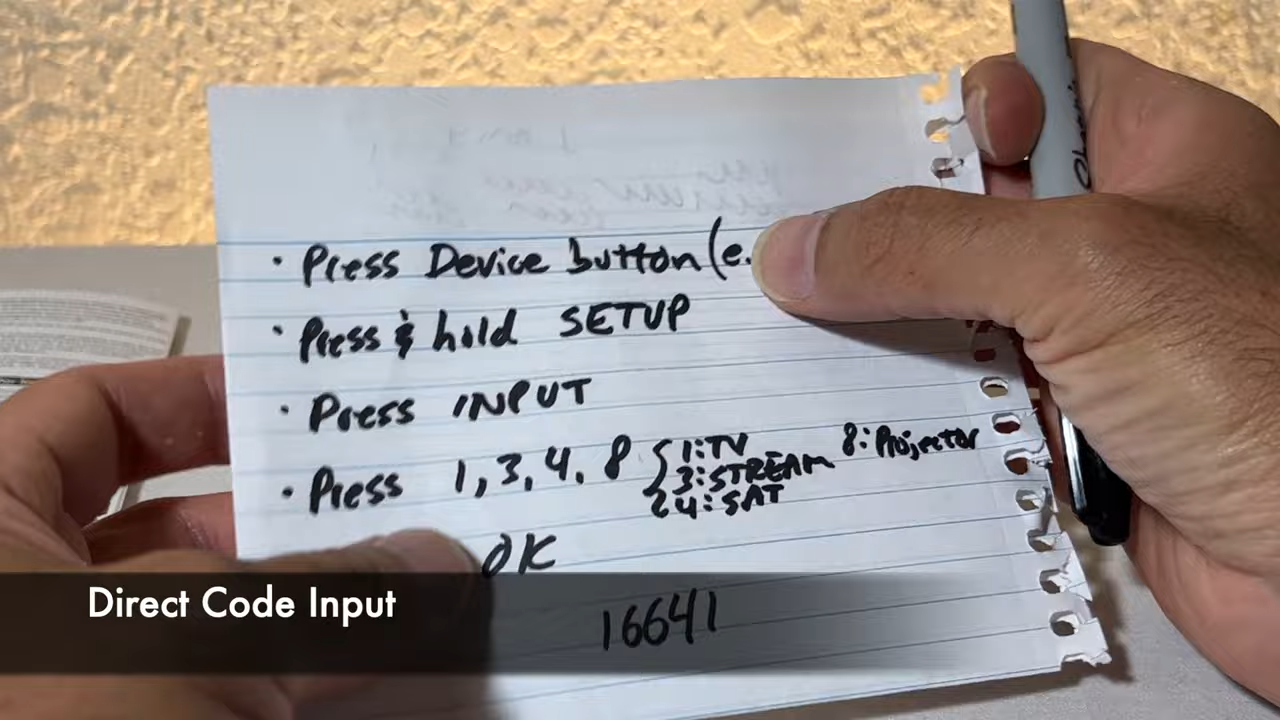 · Press Device button (e.
· Press & hold SETUP
· Press INPUT
· Press 1, 3, 4, 8 { 1:TV 8:Projector
3:STREAM
4:SAT
OK
Direct Code Input
16641